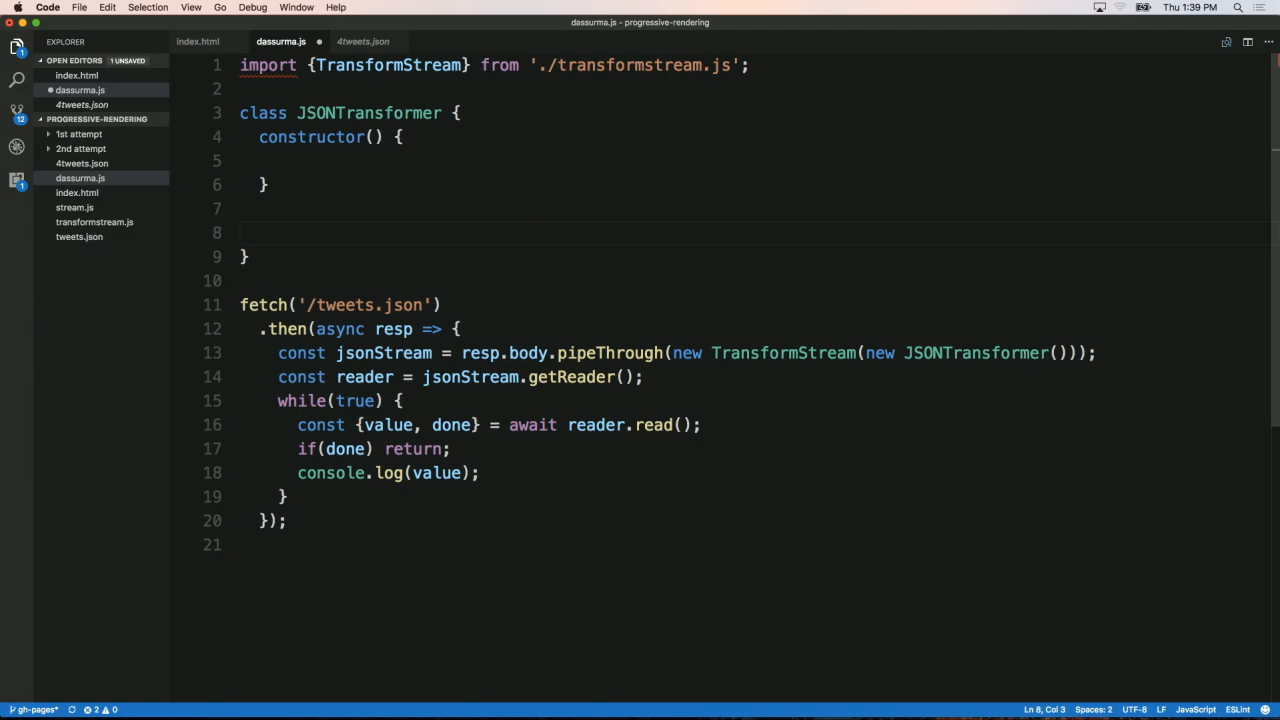 Code File Edit Selection View Go Debug Window Help
Thu 1:39 PM
dassurma.js - progressive-rendering
EXPLORER
index.html
dassurma.js
4tweets.json
OPEN EDITORS 1 UNSAVED
index.html
dassurma.js
4tweets.json
PROGRESSIVE-RENDERING
1st attempt
2nd attempt
4tweets.json
dassurma.js
index.html
stream.js
transformstream.js
tweets.json
1
12
1
1 import {TransformStream} from './transformstream.js';
2
3 class JSONTransformer {
4 constructor() {
5
6 }
7
8
9 }
10
11 fetch('/tweets.json')
12 .then(async resp => {
13 const jsonStream = resp.body.pipeThrough(new TransformStream(new JSONTransformer()));
14 const reader = jsonStream.getReader();
15 while(true) {
16 const {value, done} = await reader.read();
17 if(done) return;
18 console.log(value);
19 }
20 });
21
gh-pages* 2 0
Ln 8, Col 3 Spaces: 2 UTF-8 LF JavaScript ESLint